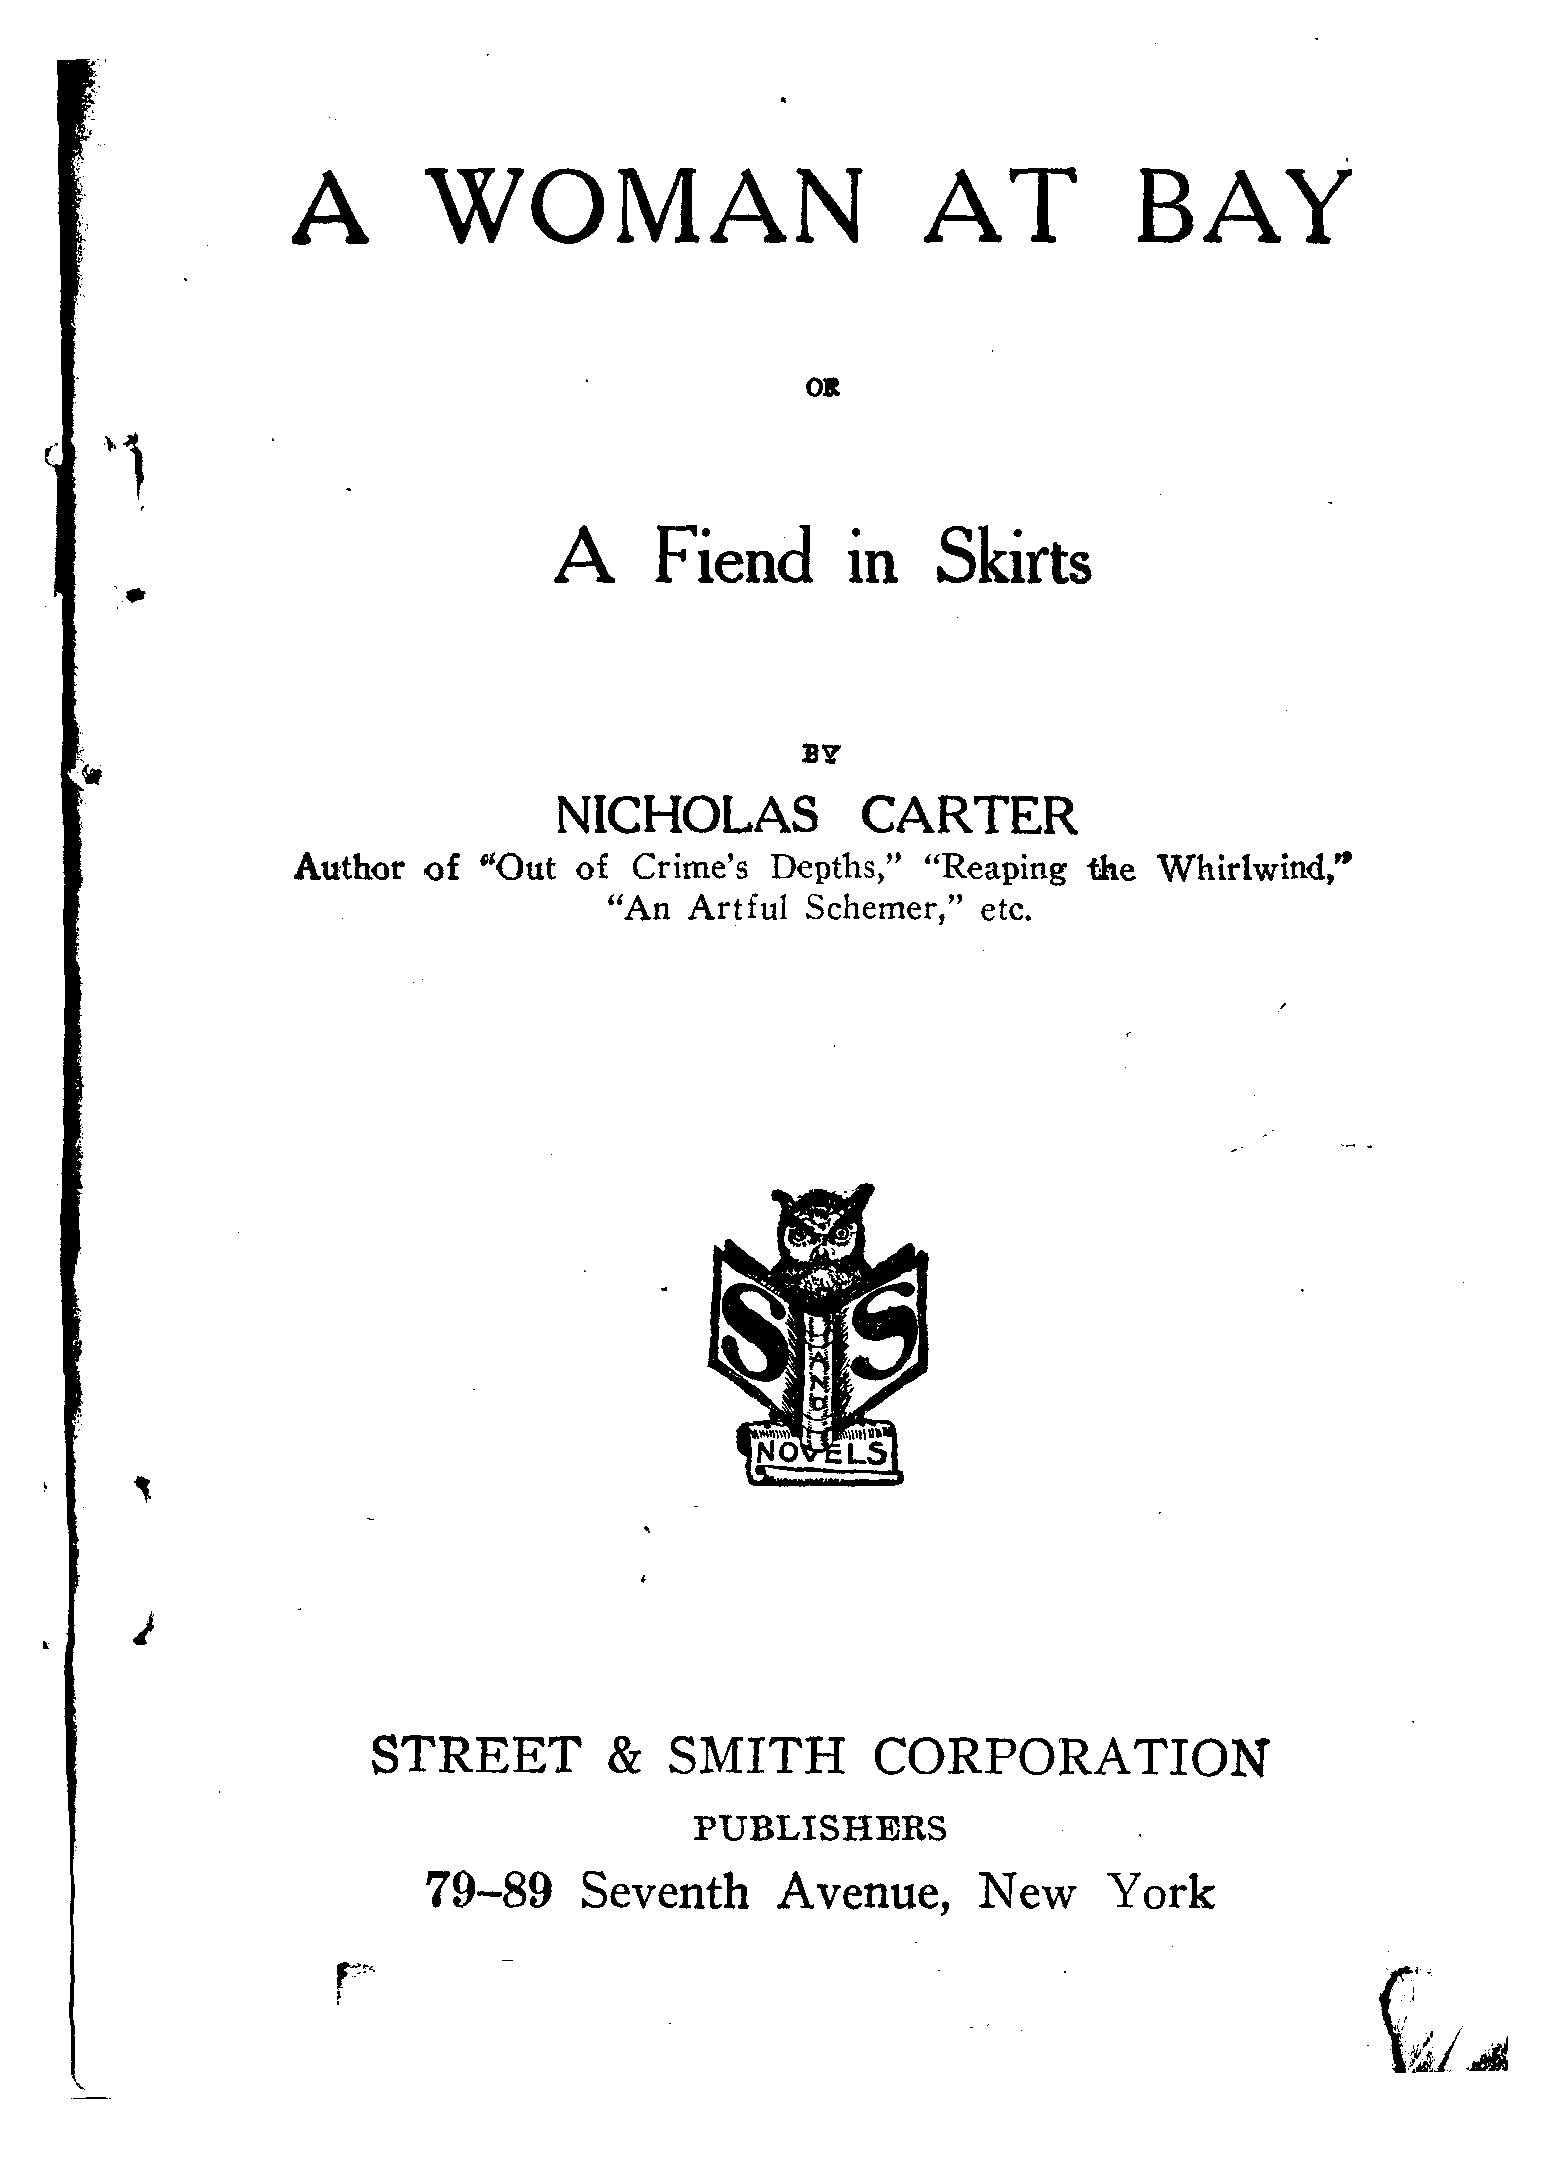 A WOMAN AT BAY
OR
A Fiend in Skirts
BY
NICHOLAS CARTER
Author of “Out of Crime’s Depths,” “Reaping the Whirlwind,”
“An Artful Schemer,” etc.
S AND S
NOVELS
STREET & SMITH CORPORATION
PUBLISHERS
79–89 Seventh Avenue, New York